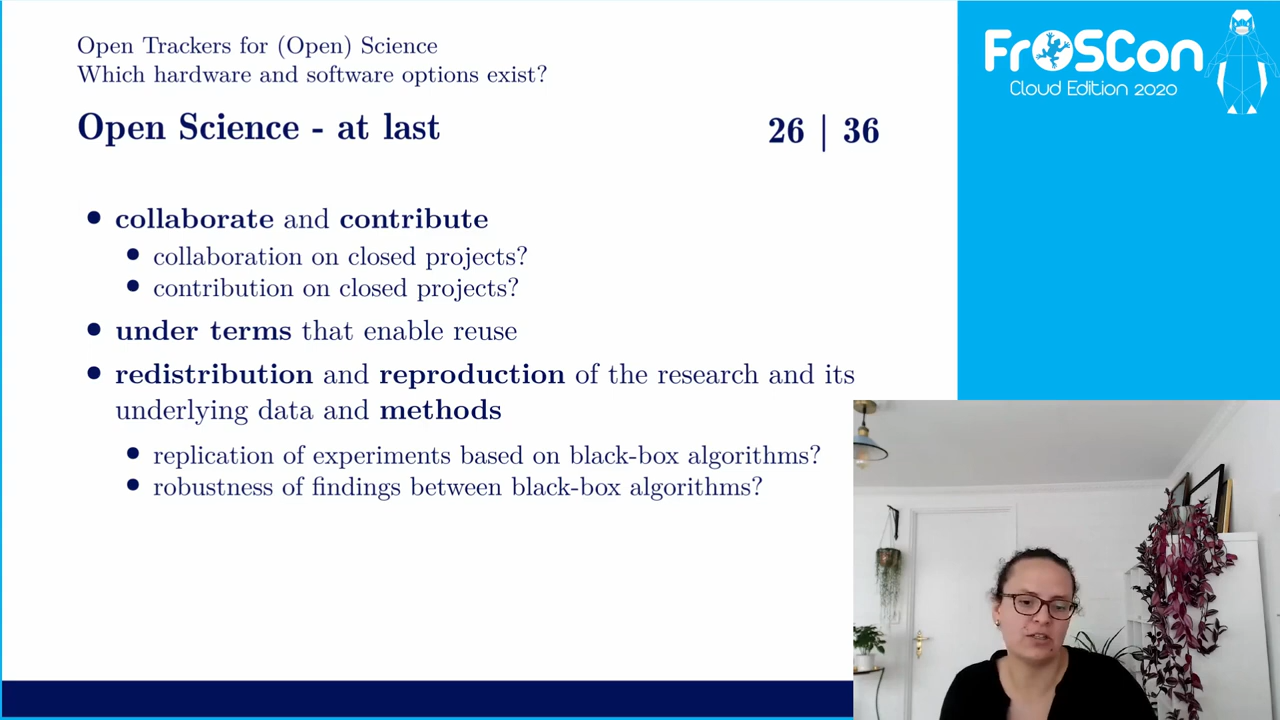 Open Trackers for (Open) Science
Which hardware and software options exist?
Open Science - at last
26 | 36
collaborate and contribute
collaboration on closed projects?
contribution on closed projects?
under terms that enable reuse
redistribution and reproduction of the research and its
underlying data and methods
replication of experiments based on black-box algorithms?
robustness of findings between black-box algorithms?
FrOSCon
Cloud Edition 2020